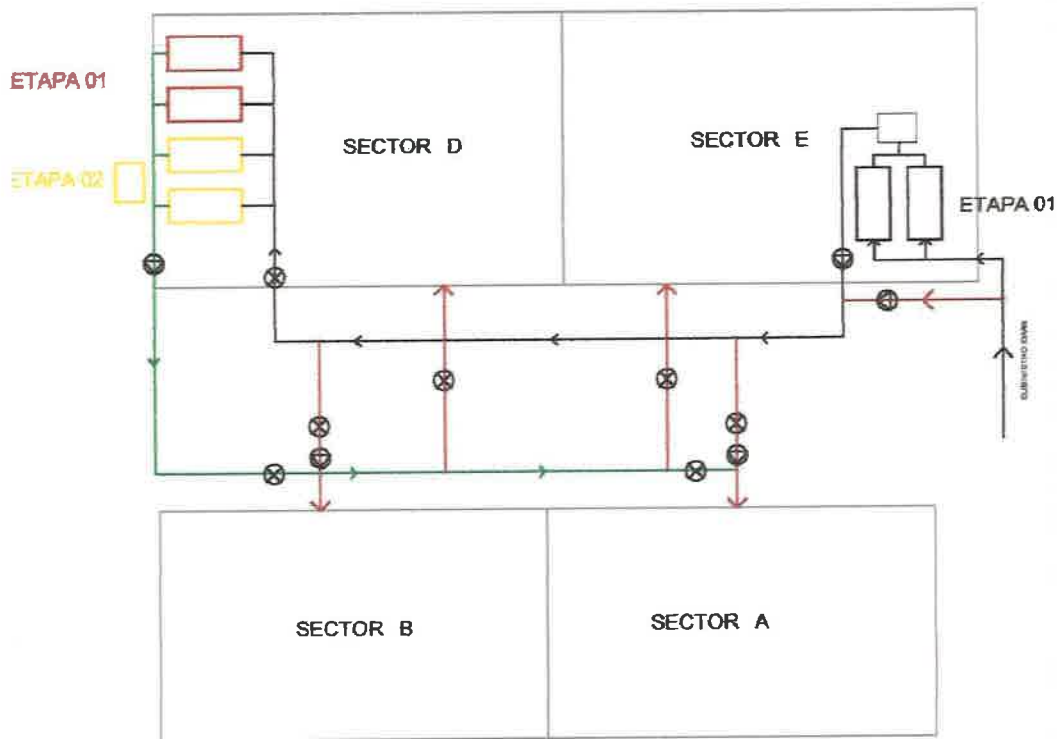 ETAPA 01
SECTOR D
SECTOR E
ETAPA 02
ETAPA 01
SECTOR B
SECTOR A